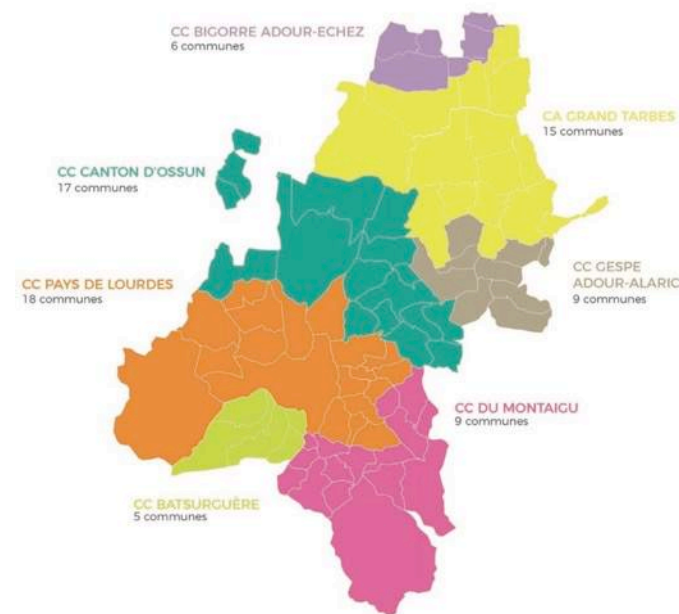 CC BIGORRE ADOUR-ECHEZ
6 communes
CA GRAND TARBES
15 communes
CC CANTON D'OSSUN
17 communes
CC GESPE
ADOUR-ALARIC
9 communes
CC PAYS DE LOURDES
18 communes
CC DU MONTAIGU
9 communes
CC BATSURGUÈRE
5 communes